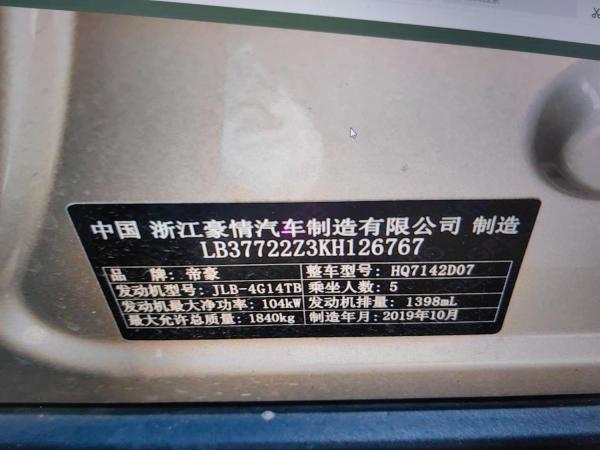 中国 浙江豪情汽车制造有限公司 制造
LB37722Z3KH126767
品 牌: 帝豪 整车型号: HQ7142D07
发动机型号: JLB-4G14TB 乘坐人数: 5
发动机最大净功率: 104kW 发动机排量: 1398mL
最大允许总质量: 1840kg 制造年月: 2019年10月